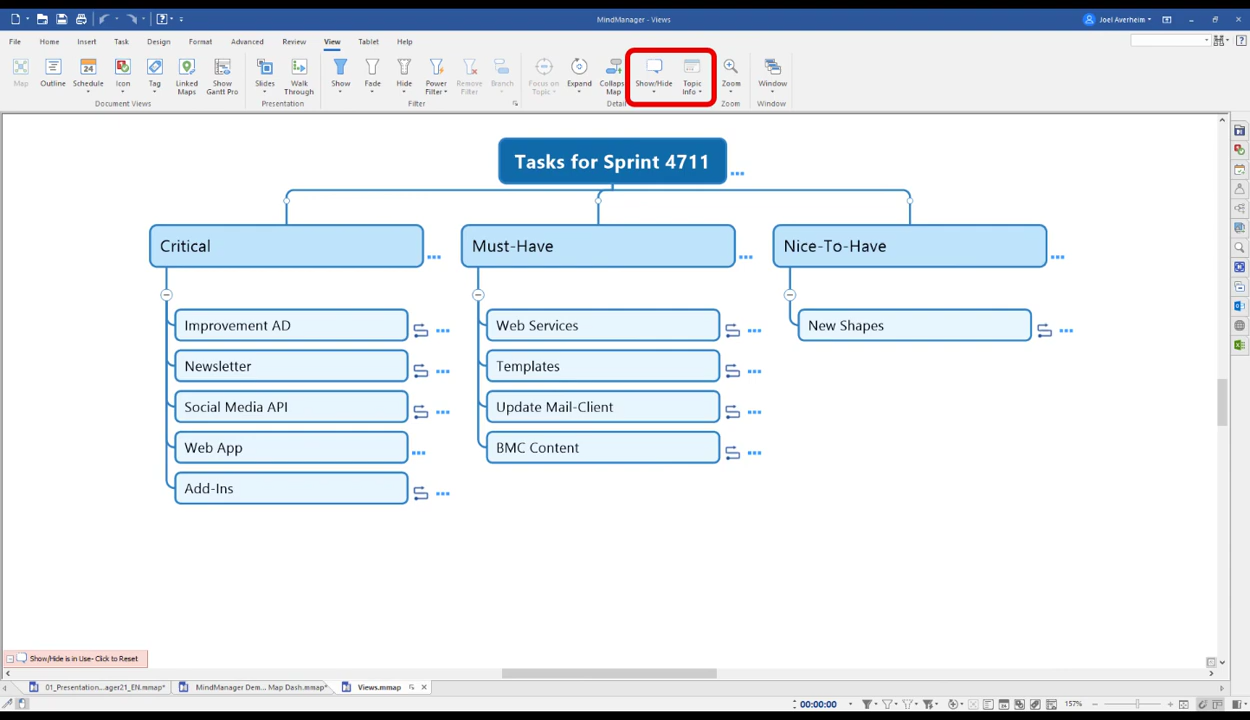 MindManager - Views
Joel Averheim
File Home Insert Task Design Format Advanced Review View Tablet Help
Map Outline Schedule Icon Tag Linked Maps Show Gantt Pro
Document Views
Slides Walk Through
Presentation
Show Fade Hide Power Filter Remove Filter Branch
Filter
Focus on Topic Expand Collapse Map Show/Hide Topic Info
Detail
Zoom
Zoom
Window
Window
24
Tasks for Sprint 4711
Critical
Improvement AD
Newsletter
Social Media API
Web App
Add-Ins
Must-Have
Web Services
Templates
Update Mail-Client
BMC Content
Nice-To-Have
New Shapes
Show/Hide is in Use- Click to Reset
01_Presentation...ager21_EN.mmap* MindManager Dem... Map Dash.mmap* Views.mmap
00:00:00
157%